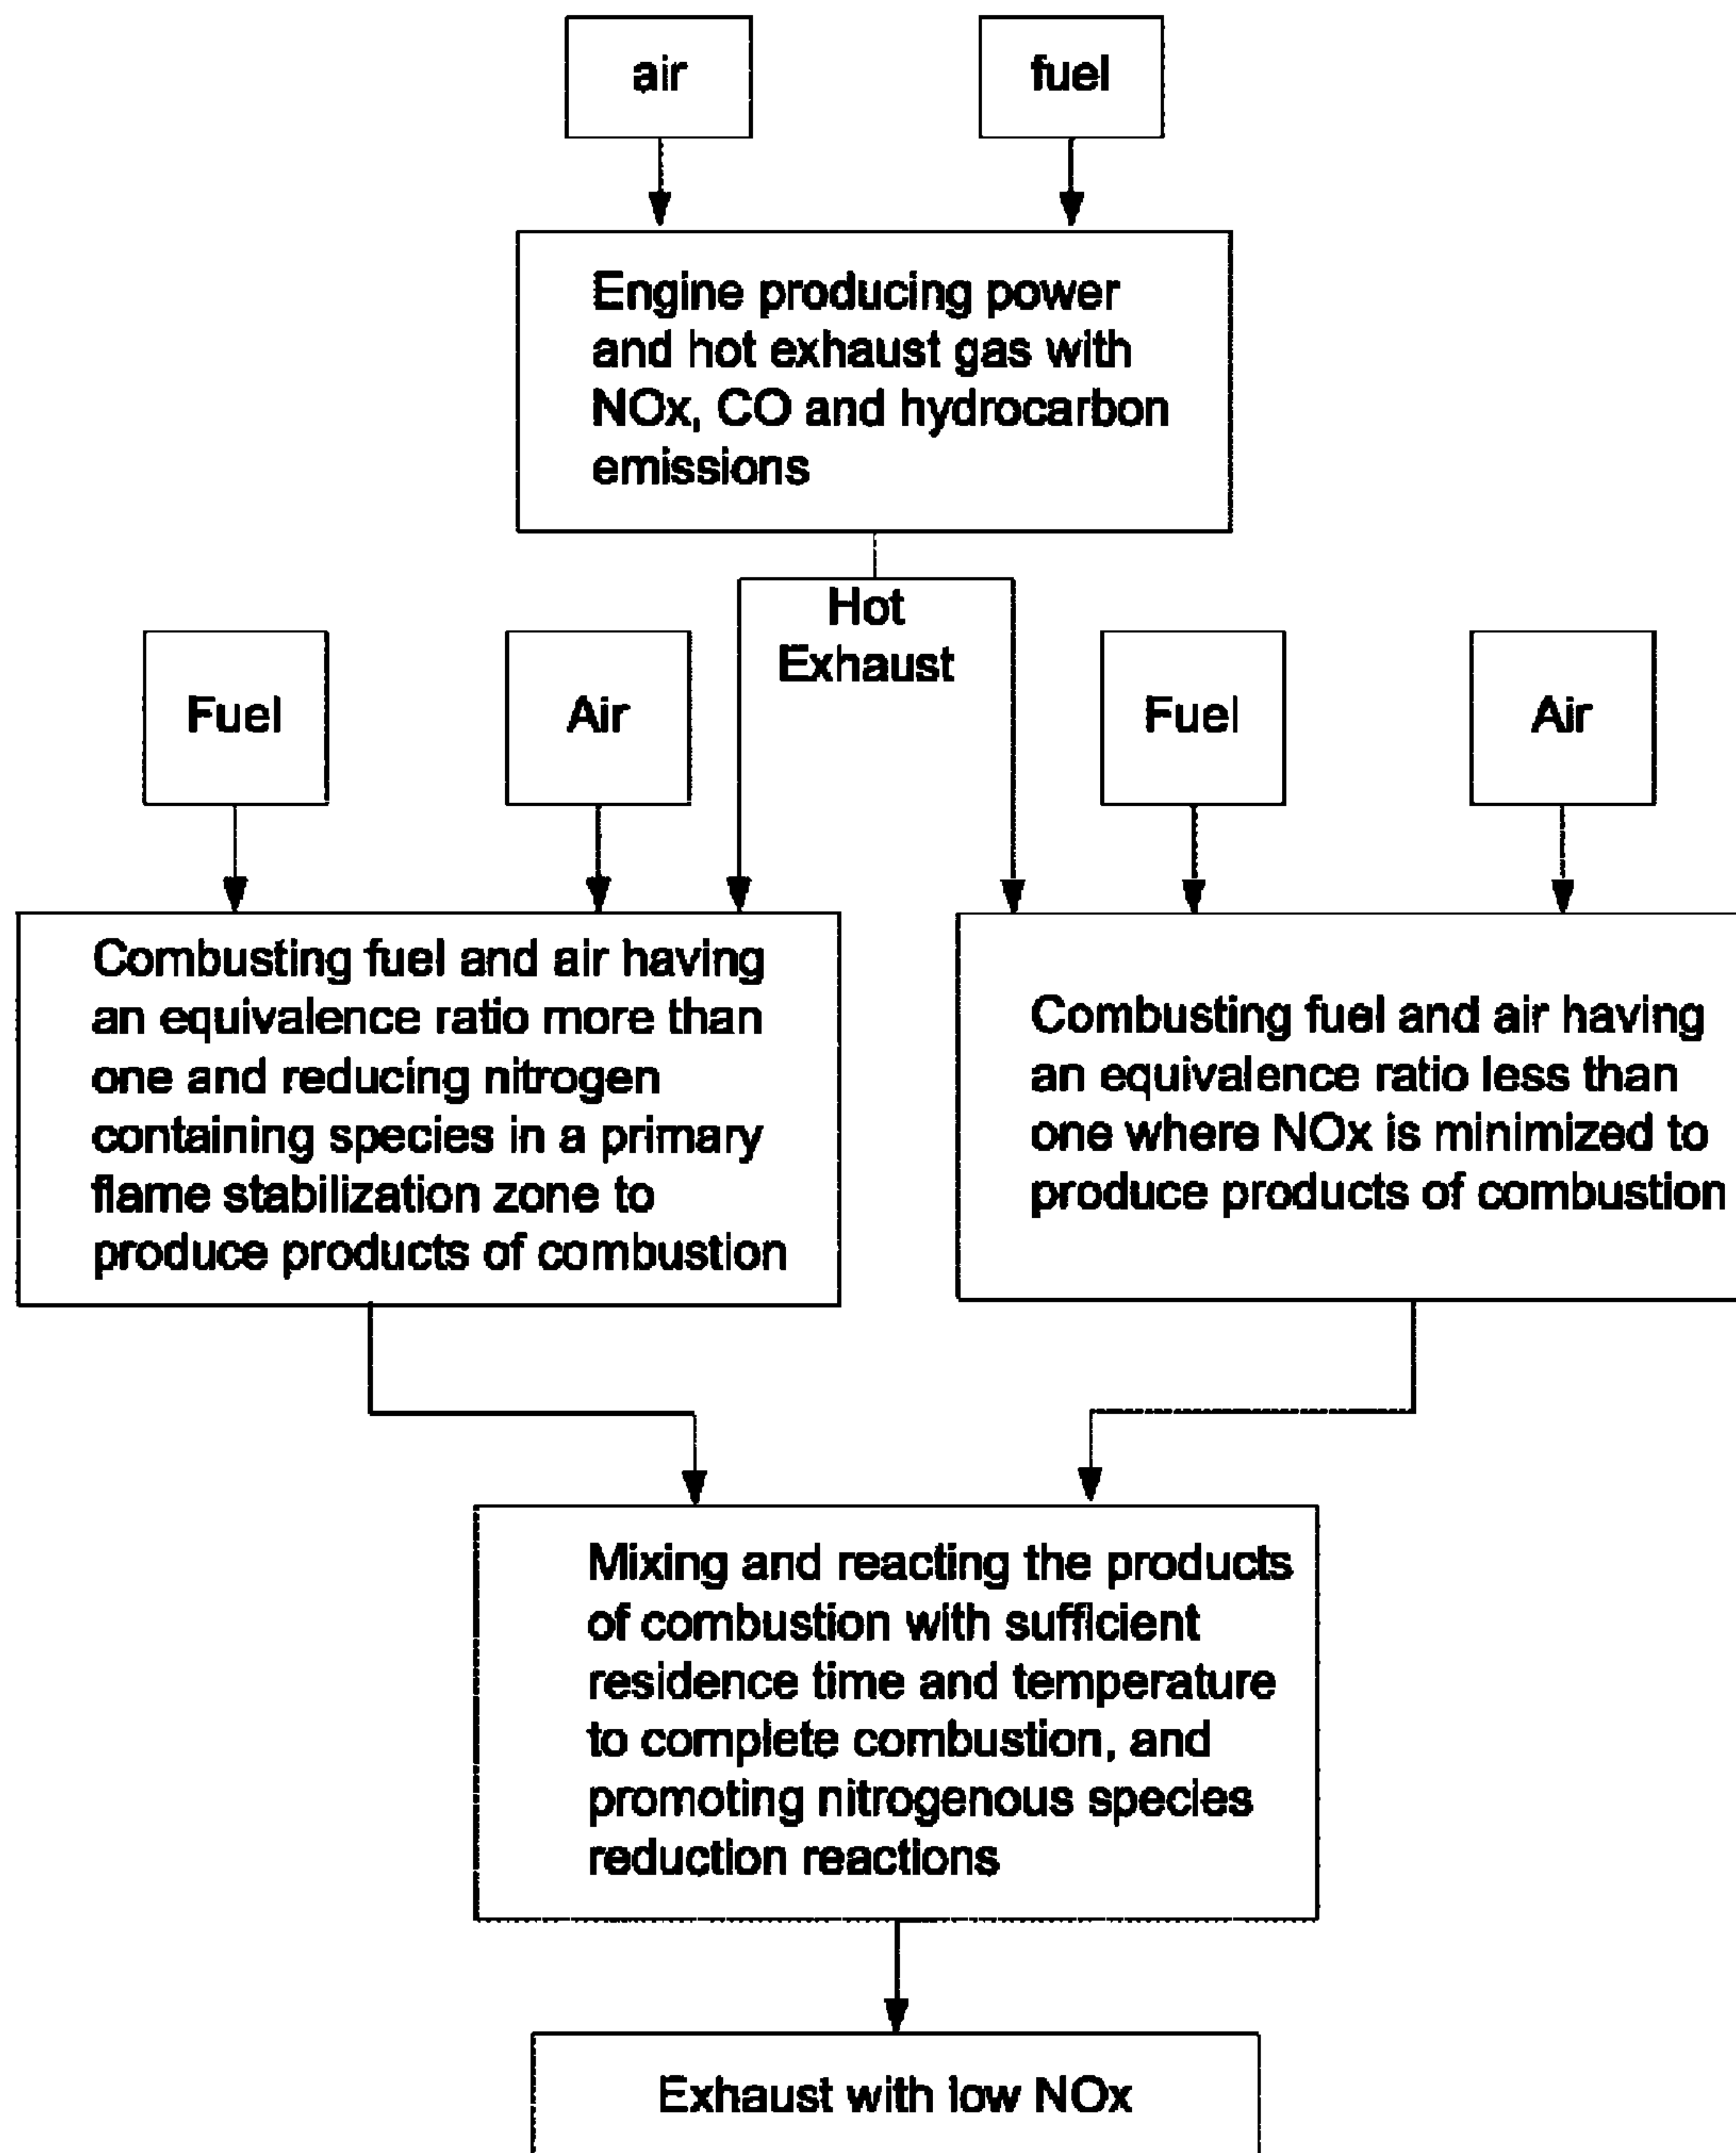 air
fuel
Engine producing power
and hot exhaust gas with
NOx, CO and hydrocarbon
emissions
Hot
Exhaust
Fuel
Air
Fuel
Air
Combusting fuel and air having
an equivalence ratio more than
one and reducing nitrogen
containing species in a primary
flame stabilization zone to
produce products of combustion
Combusting fuel and air having
an equivalence ratio less than
one where NOx is minimized to
produce products of combustion
Mixing and reacting the products
of combustion with sufficient
residence time and temperature
to complete combustion, and
promoting nitrogenous species
reduction reactions
Exhaust with low NOx